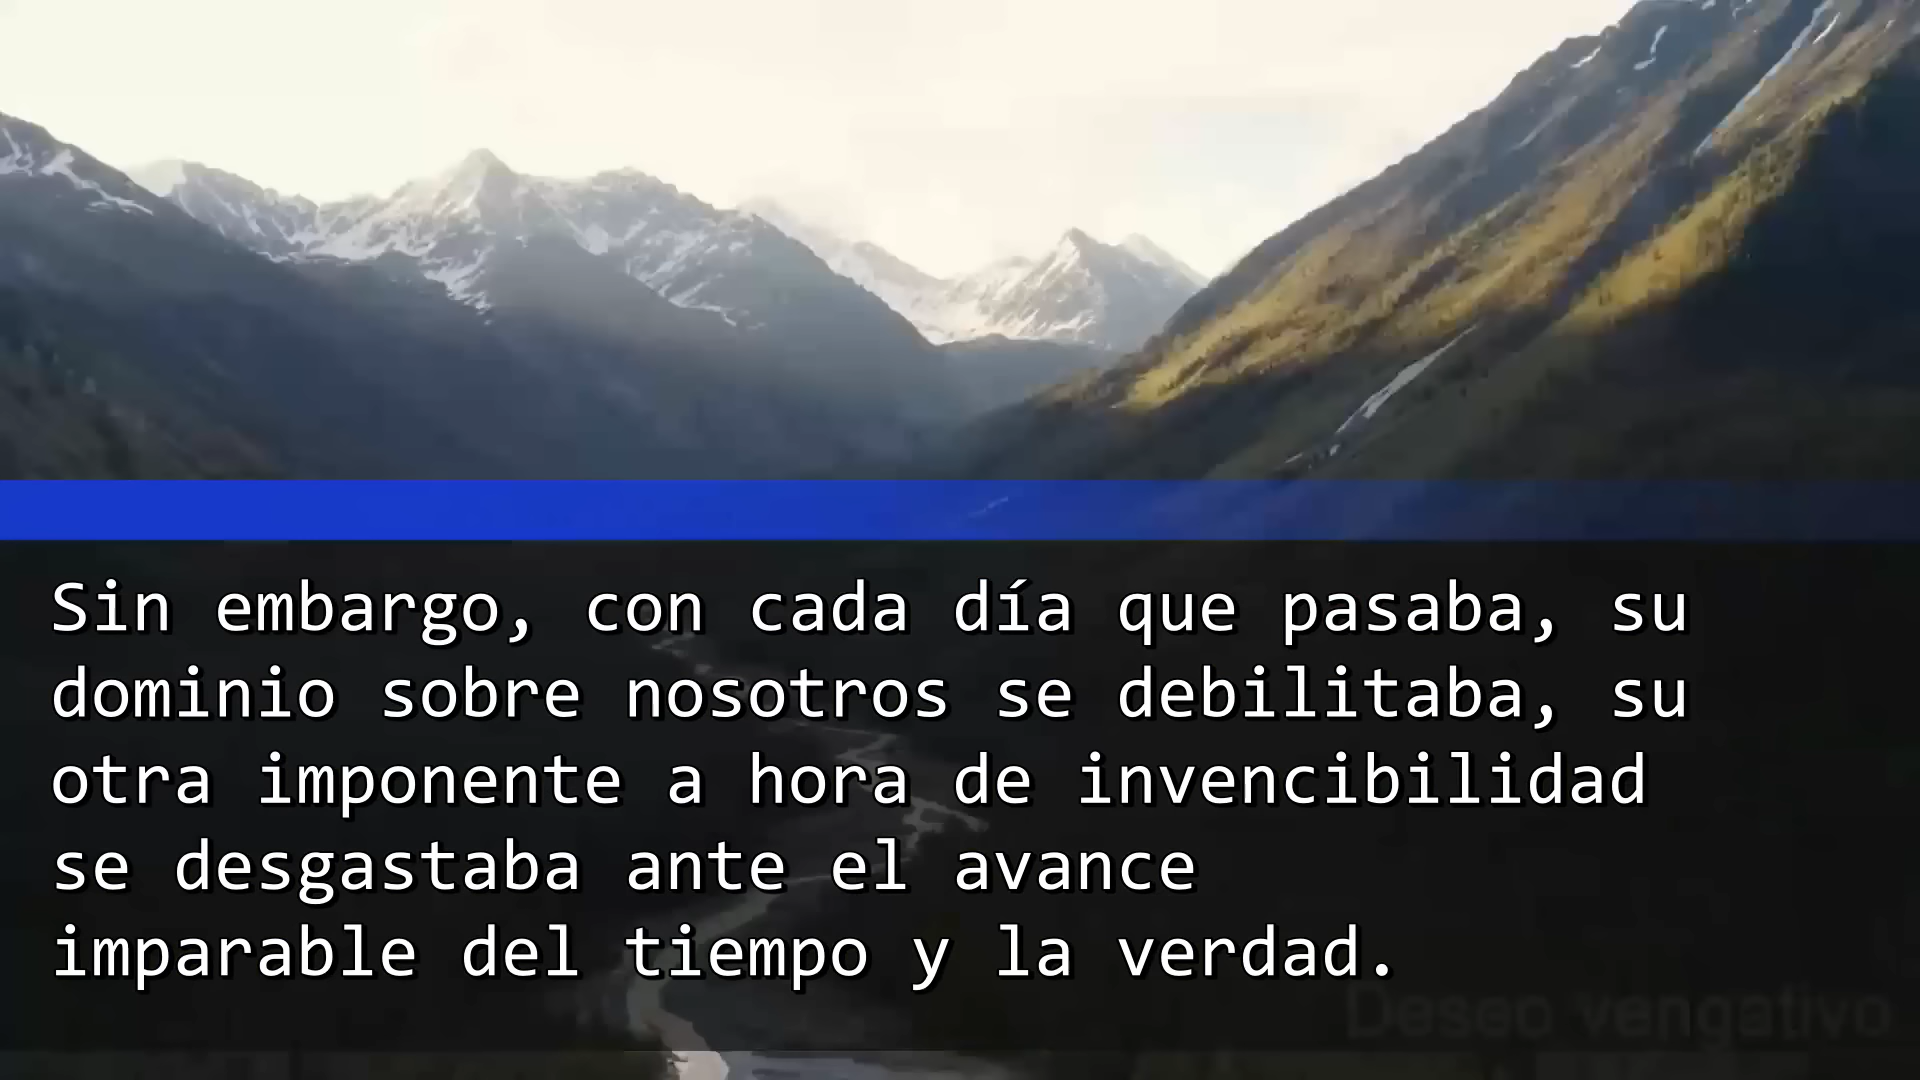 Sin embargo, con cada día que pasaba, su
dominio sobre nosotros se debilitaba, su
otra imponente a hora de invencibilidad
se desgastaba ante el avance
imparable del tiempo y la verdad.
Deseo vengativo